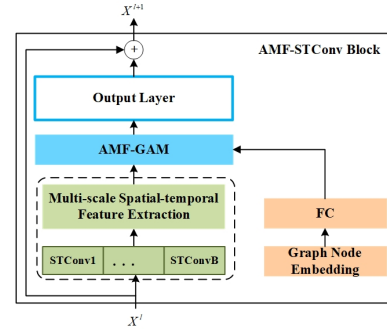 X^{l+1}
+
AMF-STConv Block
Output Layer
AMF-GAM
Multi-scale Spatial-temporal
Feature Extraction
FC
STConv1
. . .
STConvB
Graph Node
Embedding
X^l